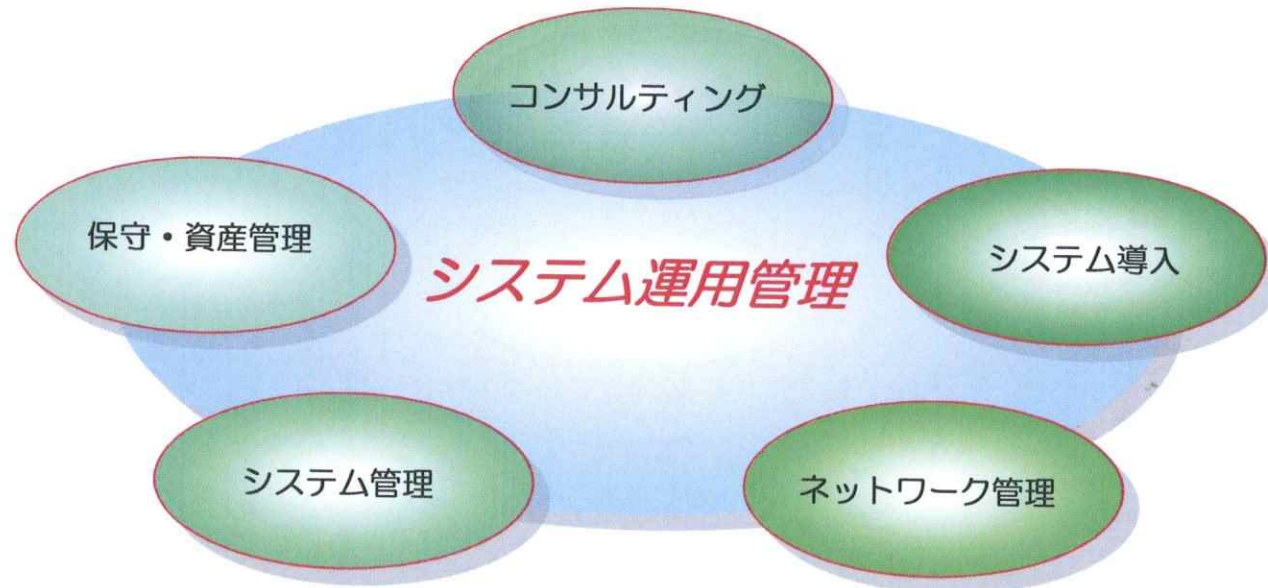 コンサルティング
保守・資産管理
システム導入
システム運用管理
システム管理
ネットワーク管理